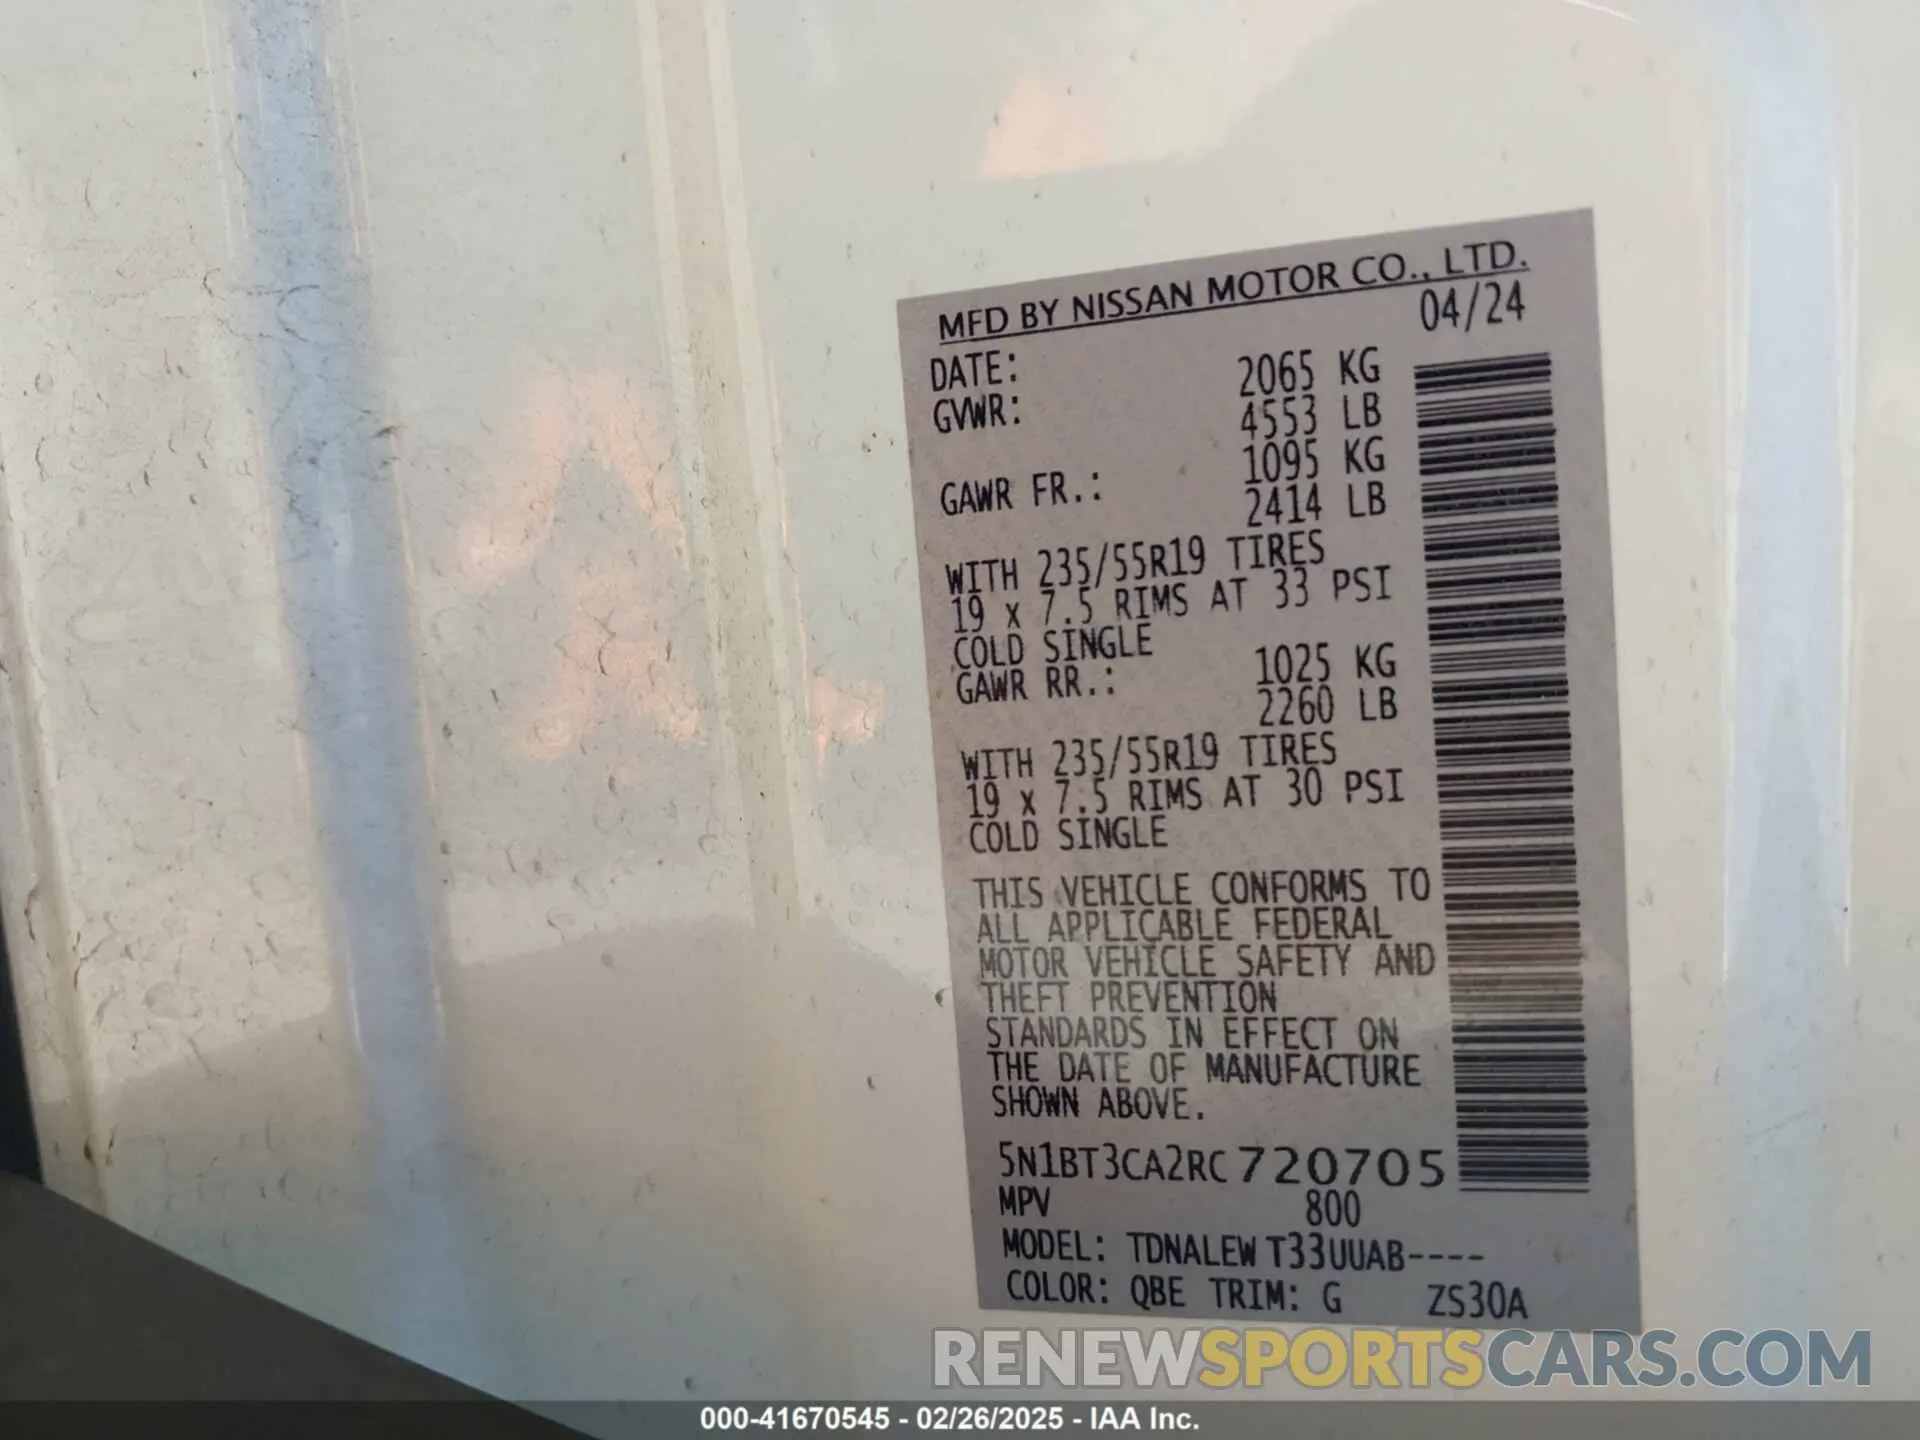 MFD BY NISSAN MOTOR CO., LTD.
DATE: 04/24
GVWR: 2065 KG
4553 LB
GAWR FR.: 1095 KG
2414 LB
WITH 235/55R19 TIRES
19 x 7.5 RIMS AT 33 PSI
COLD SINGLE
GAWR RR.: 1025 KG
2260 LB
WITH 235/55R19 TIRES
19 x 7.5 RIMS AT 30 PSI
COLD SINGLE
THIS VEHICLE CONFORMS TO
ALL APPLICABLE FEDERAL
MOTOR VEHICLE SAFETY AND
THEFT PREVENTION
STANDARDS IN EFFECT ON
THE DATE OF MANUFACTURE
SHOWN ABOVE.
5N1BT3CA2RC720705
MPV 800
MODEL: TDNALEW T33UUAB----
COLOR: QBE TRIM: G ZS30A
RENEWSPORTSCARS.COM
000-41670545 - 02/26/2025 - IAA Inc.